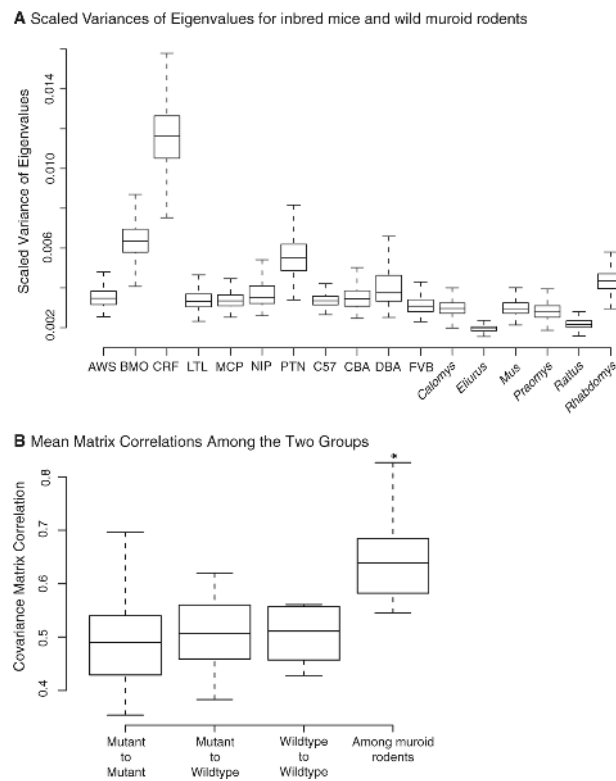 A Scaled Variances of Eigenvalues for inbred mice and wild muroid rodents
Scaled Variance of Eigenvalues
0.014
0.010
0.006
0.002
AWS BMO CRF LTL MCP NIP PTN C57 CBA DBA FVB Calomys Eliurus Mus Praomys Rattus Rhabdomys
B Mean Matrix Correlations Among the Two Groups
Covariance Matrix Correlation
0.8
0.7
0.6
0.5
0.4
*
Mutant to Mutant
Mutant to Wildtype
Wildtype to Wildtype
Among muroid rodents